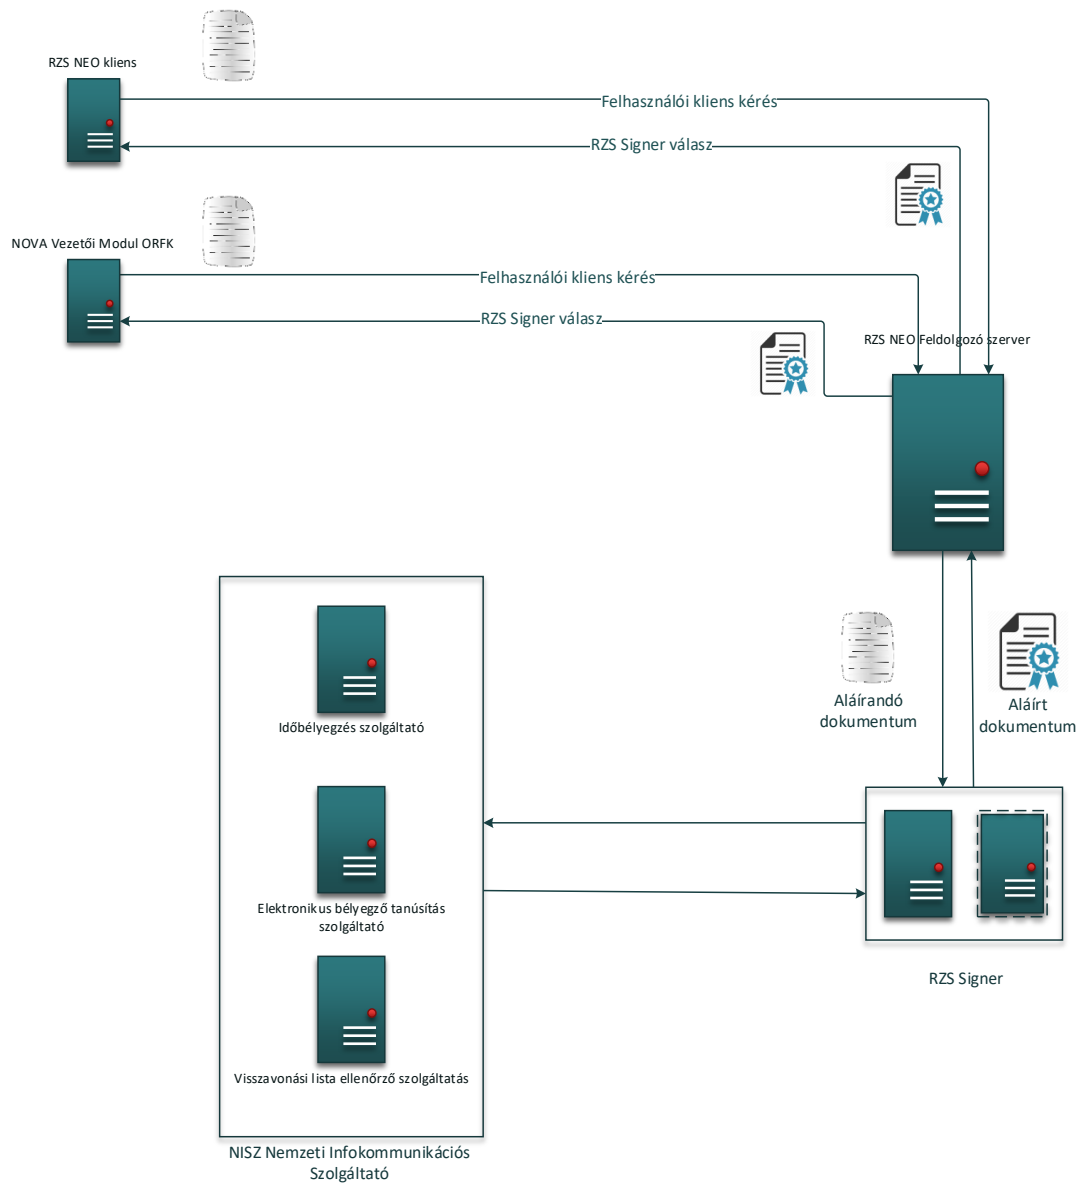 RZS NEO kliens
Felhasználói kliens kérés
RZS Signer válasz
NOVA Vezetői Modul ORFK
Felhasználói kliens kérés
RZS Signer válasz
RZS NEO Feldolgozó szerver
Aláírandó
dokumentum
Aláírt
dokumentum
Időbélyegzés szolgáltató
Elektronikus bélyegző tanúsítás
szolgáltató
RZS Signer
Visszavonási lista ellenőrző szolgáltatás
NISZ Nemzeti Infokommunikációs
Szolgáltató